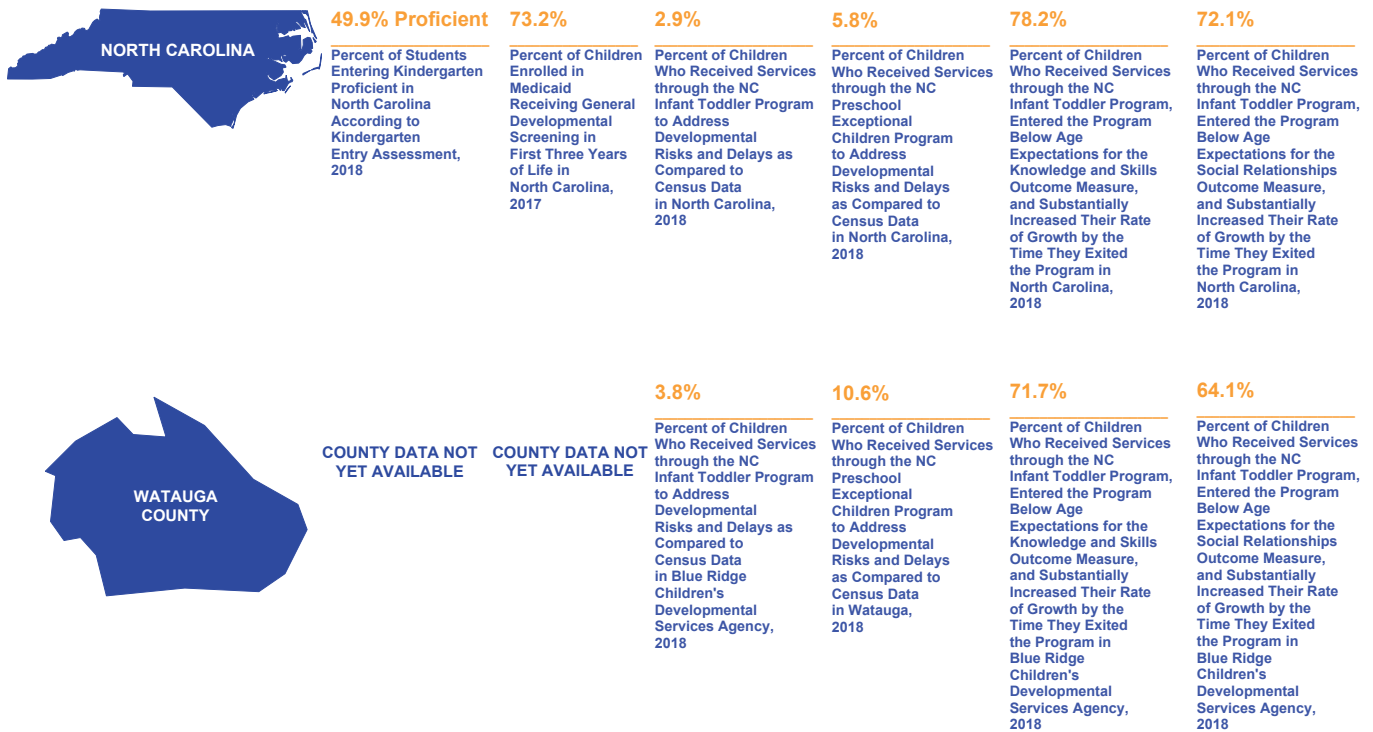 NORTH CAROLINA
49.9% Proficient
Percent of Students
Entering Kindergarten
Proficient in
North Carolina
According to
Kindergarten
Entry Assessment,
2018
73.2%
Percent of Children
Enrolled in
Medicaid
Receiving General
Developmental
Screening in
First Three Years
of Life in
North Carolina,
2017
2.9%
Percent of Children
Who Received Services
through the NC
Infant Toddler Program
to Address
Developmental
Risks and Delays as
Compared to
Census Data
in North Carolina,
2018
5.8%
Percent of Children
Who Received Services
through the NC
Preschool
Exceptional
Children Program
to Address
Developmental
Risks and Delays
as Compared to
Census Data
in North Carolina,
2018
78.2%
Percent of Children
Who Received Services
through the NC
Infant Toddler Program,
Entered the Program
Below Age
Expectations for the
Knowledge and Skills
Outcome Measure,
and Substantially
Increased Their Rate
of Growth by the
Time They Exited
the Program in
North Carolina,
2018
72.1%
Percent of Children
Who Received Services
through the NC
Infant Toddler Program,
Entered the Program
Below Age
Expectations for the
Social Relationships
Outcome Measure,
and Substantially
Increased Their Rate
of Growth by the
Time They Exited
the Program in
North Carolina,
2018
WATAUGA
COUNTY
COUNTY DATA NOT
YET AVAILABLE
COUNTY DATA NOT
YET AVAILABLE
3.8%
Percent of Children
Who Received Services
through the NC
Infant Toddler Program
to Address
Developmental
Risks and Delays as
Compared to
Census Data
in Blue Ridge
Children's
Developmental
Services Agency,
2018
10.6%
Percent of Children
Who Received Services
through the NC
Preschool
Exceptional
Children Program
to Address
Developmental
Risks and Delays
as Compared to
Census Data
in Watauga,
2018
71.7%
Percent of Children
Who Received Services
through the NC
Infant Toddler Program,
Entered the Program
Below Age
Expectations for the
Knowledge and Skills
Outcome Measure,
and Substantially
Increased Their Rate
of Growth by the
Time They Exited
the Program in
Blue Ridge
Children's
Developmental
Services Agency,
2018
64.1%
Percent of Children
Who Received Services
through the NC
Infant Toddler Program,
Entered the Program
Below Age
Expectations for the
Social Relationships
Outcome Measure,
and Substantially
Increased Their Rate
of Growth by the
Time They Exited
the Program in
Blue Ridge
Children's
Developmental
Services Agency,
2018